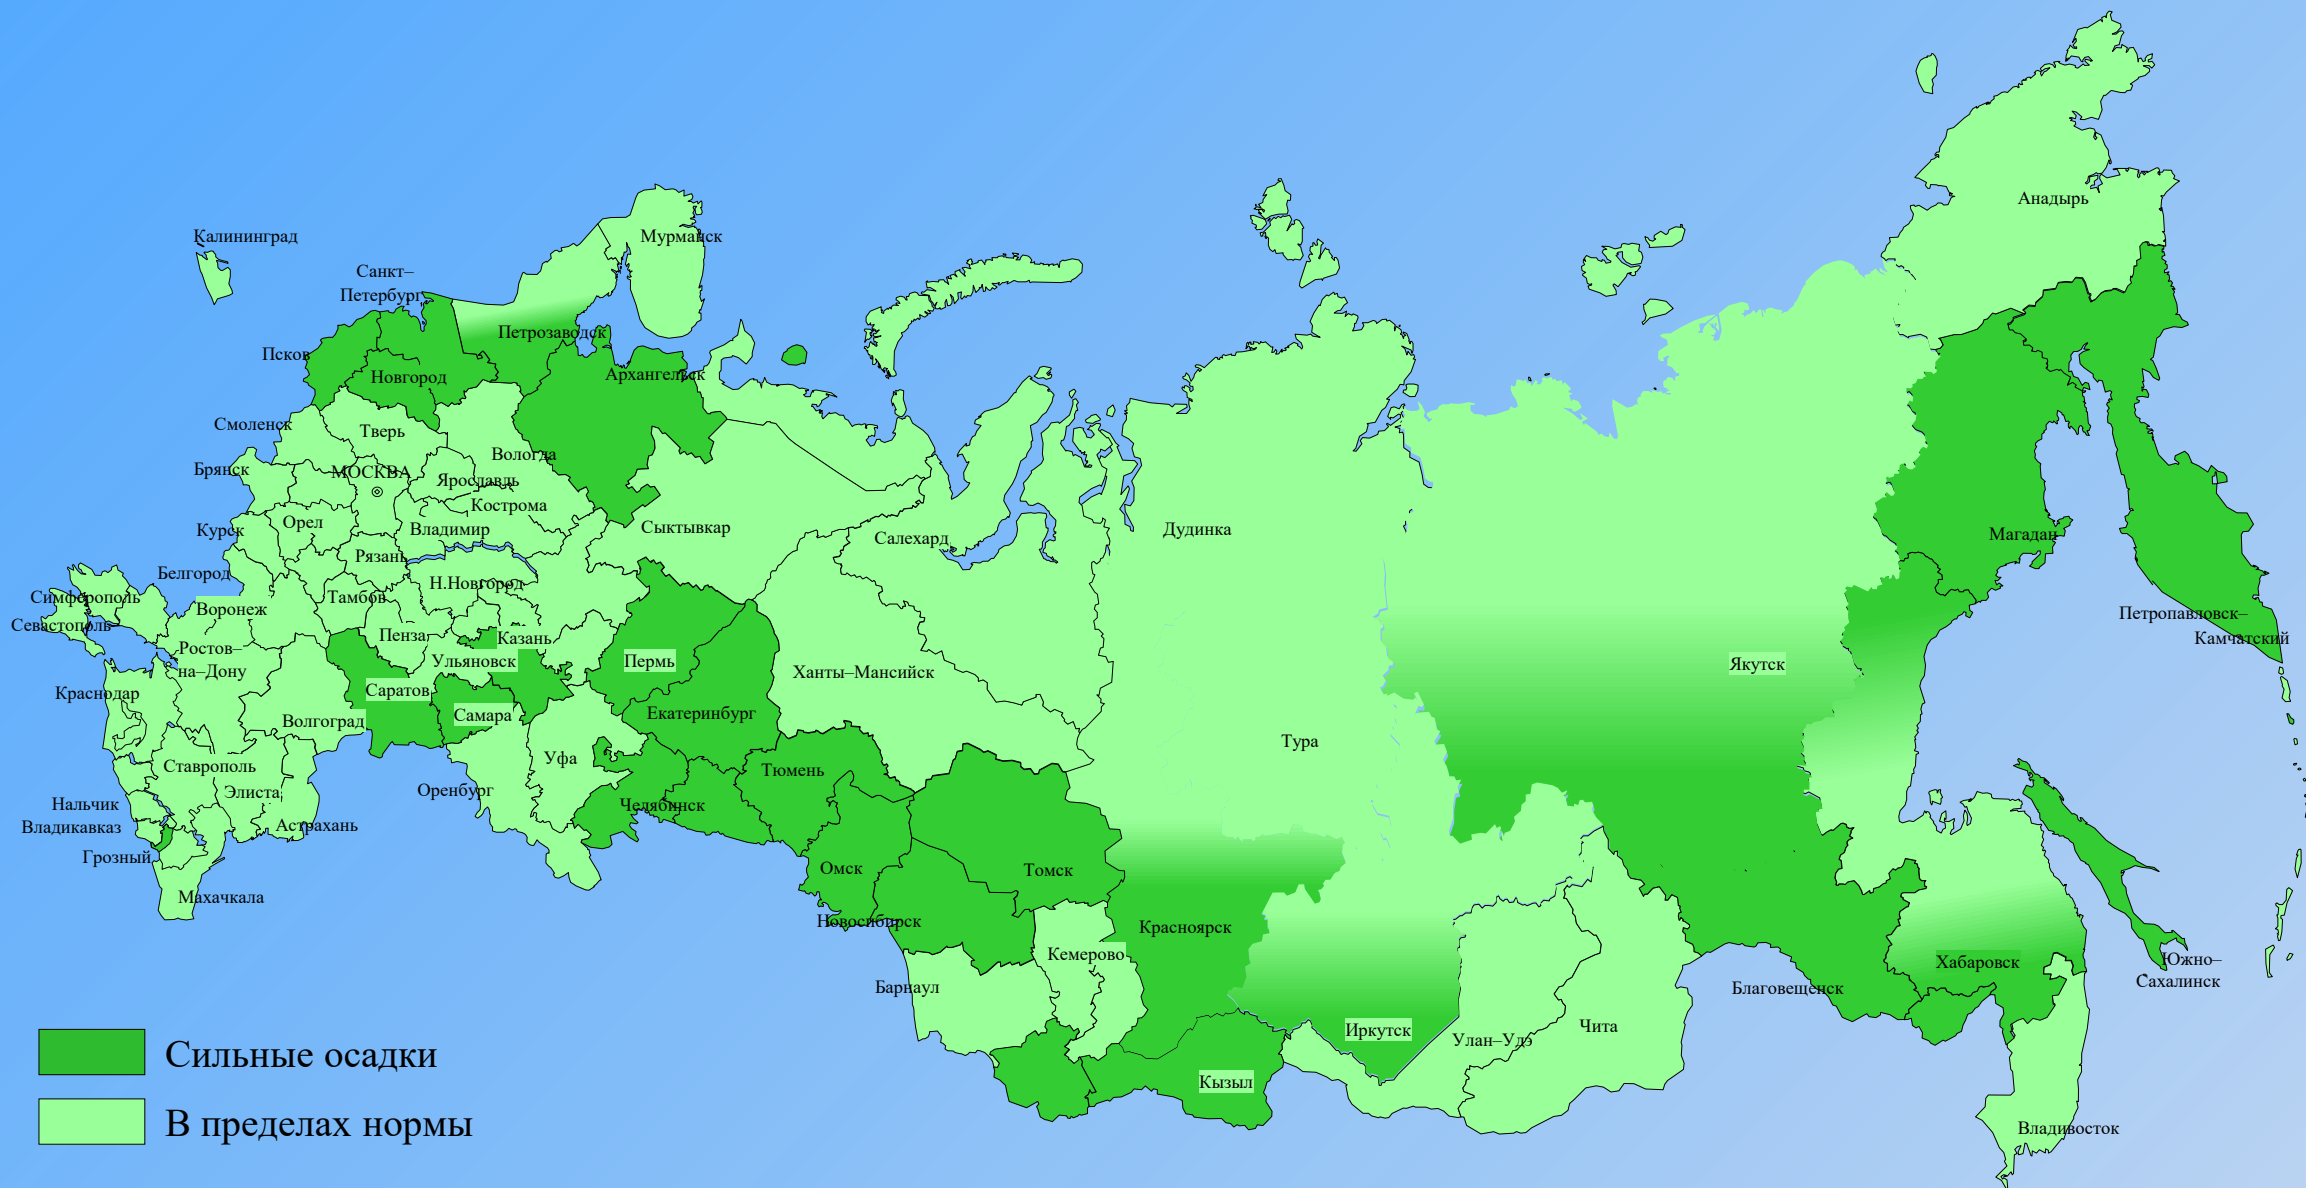 Анадырь
Калининград
Мурманск
Санкт–
Петербург
Петрозаводск
Псков
Новгород
Архангельск
Смоленск
Тверь
Вологда
Брянск
МОСКВА
Ярославль
Кострома
Курск
Орел
Владимир
Сыктывкар
Салехард
Дудинка
Магадан
Рязань
Белгород
Н.Новгород
Симферополь
Воронеж
Тамбов
Петропавловск–
Камчатский
Севастополь
Пенза
Казань
Ростов–
на–Дону
Ульяновск
Пермь
Ханты–Мансийск
Якутск
Краснодар
Саратов
Самара
Екатеринбург
Волгоград
Тура
Уфа
Ставрополь
Тюмень
Элиста
Оренбург
Нальчик
Челябинск
Владикавказ
Астрахань
Грозный
Омск
Томск
Махачкала
Новосибирск
Красноярск
Кемерово
Хабаровск
Южно–
Сахалинск
Барнаул
Благовещенск
Иркутск
Улан–Удэ
Чита
Кызыл
Владивосток
Сильные осадки
В пределах нормы